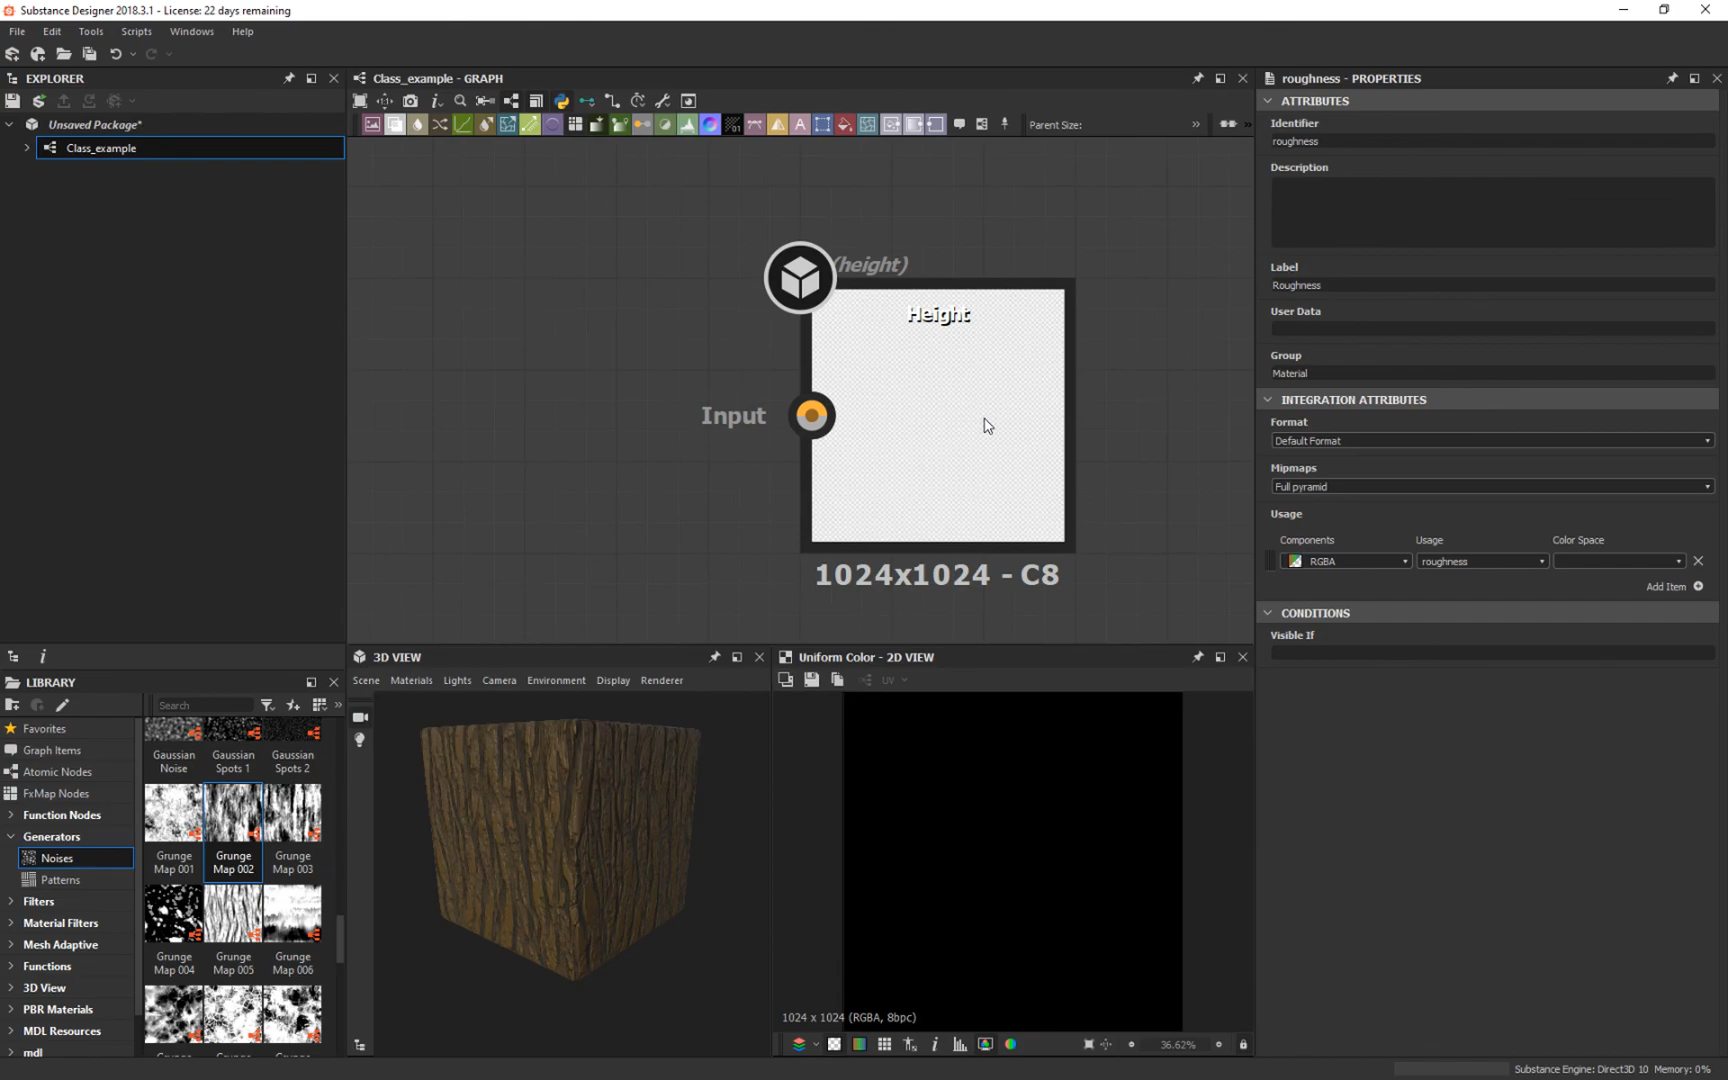 Substance Designer 2018.3.1 - License: 22 days remaining
File Edit Tools Scripts Windows Help
EXPLORER
Unsaved Package*
Class_example
Class_example - GRAPH
Parent Size:
(height)
Height
Input
1024x1024 - C8
roughness - PROPERTIES
ATTRIBUTES
Identifier
roughness
Description
Label
Roughness
User Data
Group
Material
INTEGRATION ATTRIBUTES
Format
Default Format
Mipmaps
Full pyramid
Usage
Components Usage Color Space
RGBA roughness
Add Item
CONDITIONS
Visible If
LIBRARY
Search
Favorites
Graph Items
Atomic Nodes
FxMap Nodes
Function Nodes
Generators
Noises
Patterns
Filters
Material Filters
Mesh Adaptive
Functions
3D View
PBR Materials
MDL Resources
mdl
Gaussian Noise
Gaussian Spots 1
Gaussian Spots 2
Grunge Map 001
Grunge Map 002
Grunge Map 003
Grunge Map 004
Grunge Map 005
Grunge Map 006
3D VIEW
Scene Materials Lights Camera Environment Display Renderer
Uniform Color - 2D VIEW
UV
1024 x 1024 (RGBA, 8bpc)
36.62%
Substance Engine: Direct3D 10 Memory: 0%